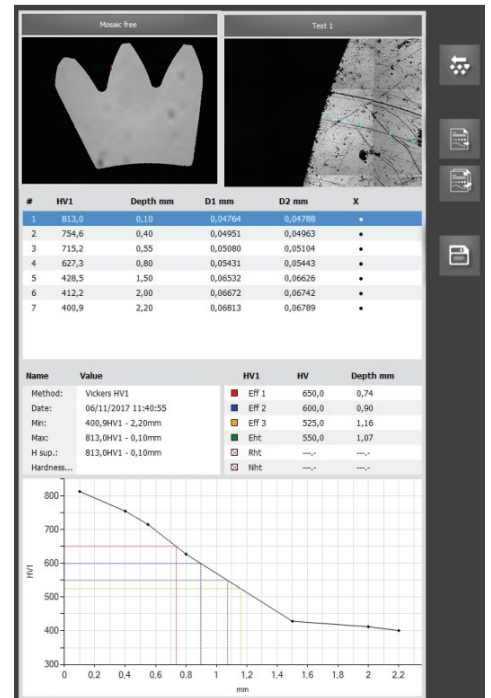 Mosaic free
Test 1
# HV1 Depth mm D1 mm D2 mm X
1 813,0 0,10 0,04764 0,04788 •
2 754,6 0,40 0,04951 0,04963 •
3 715,2 0,55 0,05080 0,05104 •
4 627,3 0,80 0,05431 0,05443 •
5 428,5 1,50 0,06532 0,06626 •
6 412,2 2,00 0,06672 0,06742 •
7 400,9 2,20 0,06813 0,06789 •
Name Value
Method: Vickers HV1
Date: 06/11/2017 11:40:55
Min: 400,9HV1 - 2,20mm
Max: 813,0HV1 - 0,10mm
H sup.: 813,0HV1 - 0,10mm
Hardness...
HV1 HV Depth mm
Eff 1 650,0 0,74
Eff 2 600,0 0,90
Eff 3 525,0 1,16
Eht 550,0 1,07
Rht ---,- ---,-
Nht ---,- ---,-
800
700
600
500
400
300
HV1
0 0,2 0,4 0,6 0,8 1 1,2 1,4 1,6 1,8 2 2,2
mm